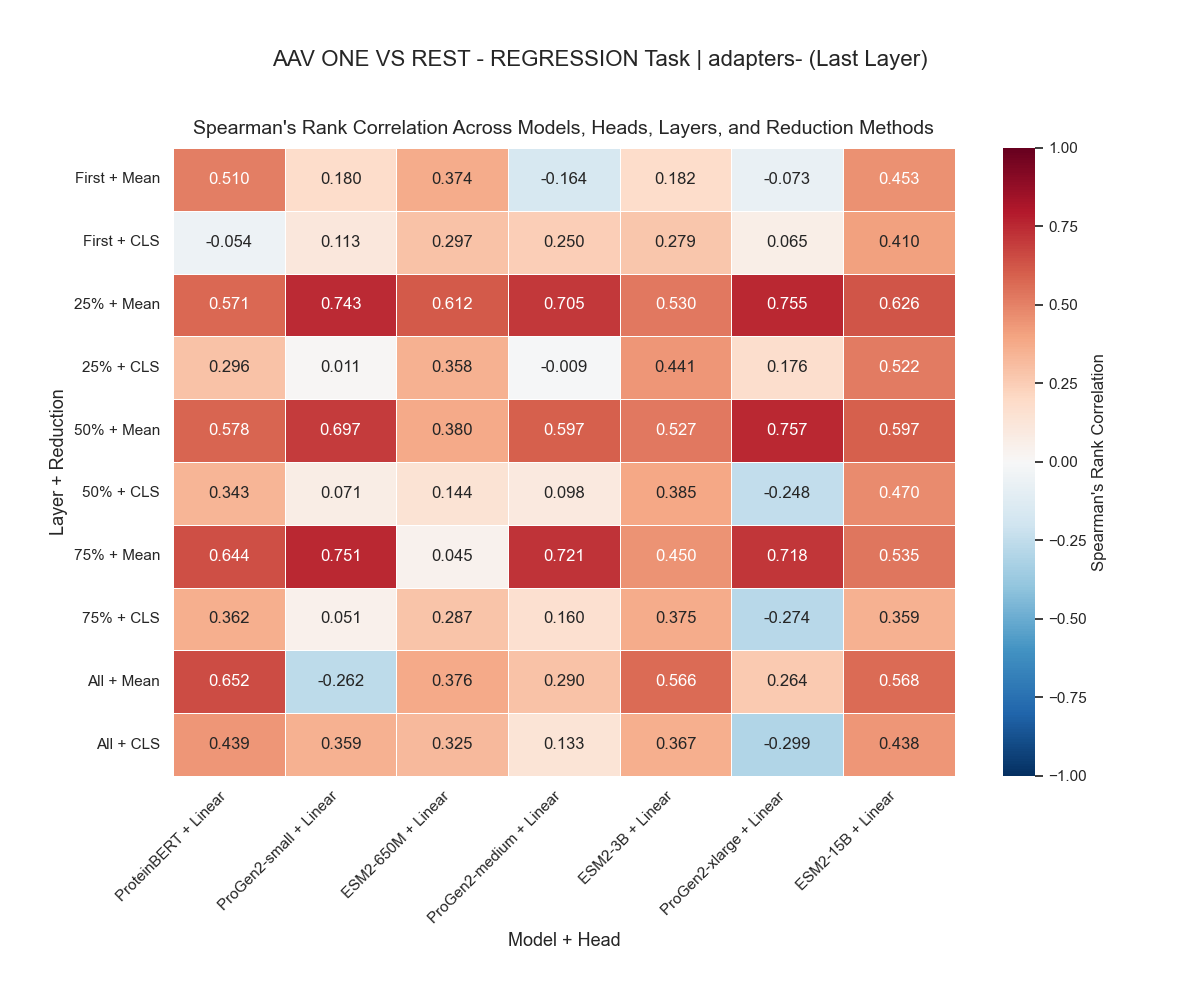 AAV ONE VS REST - REGRESSION Task | adapters- (Last Layer)
Spearman's Rank Correlation Across Models, Heads, Layers, and Reduction Methods
Layer + Reduction
First + Mean 0.510 0.180 0.374 -0.164 0.182 -0.073 0.453
First + CLS -0.054 0.113 0.297 0.250 0.279 0.065 0.410
25% + Mean 0.571 0.743 0.612 0.705 0.530 0.755 0.626
25% + CLS 0.296 0.011 0.358 -0.009 0.441 0.176 0.522
50% + Mean 0.578 0.697 0.380 0.597 0.527 0.757 0.597
50% + CLS 0.343 0.071 0.144 0.098 0.385 -0.248 0.470
75% + Mean 0.644 0.751 0.045 0.721 0.450 0.718 0.535
75% + CLS 0.362 0.051 0.287 0.160 0.375 -0.274 0.359
All + Mean 0.652 -0.262 0.376 0.290 0.566 0.264 0.568
All + CLS 0.439 0.359 0.325 0.133 0.367 -0.299 0.438
ProteinBERT + Linear
ProGen2-small + Linear
ESM2-650M + Linear
ProGen2-medium + Linear
ESM2-3B + Linear
ProGen2-xlarge + Linear
ESM2-15B + Linear
Model + Head
1.00
0.75
0.50
0.25
0.00
−0.25
−0.50
−0.75
−1.00
Spearman's Rank Correlation